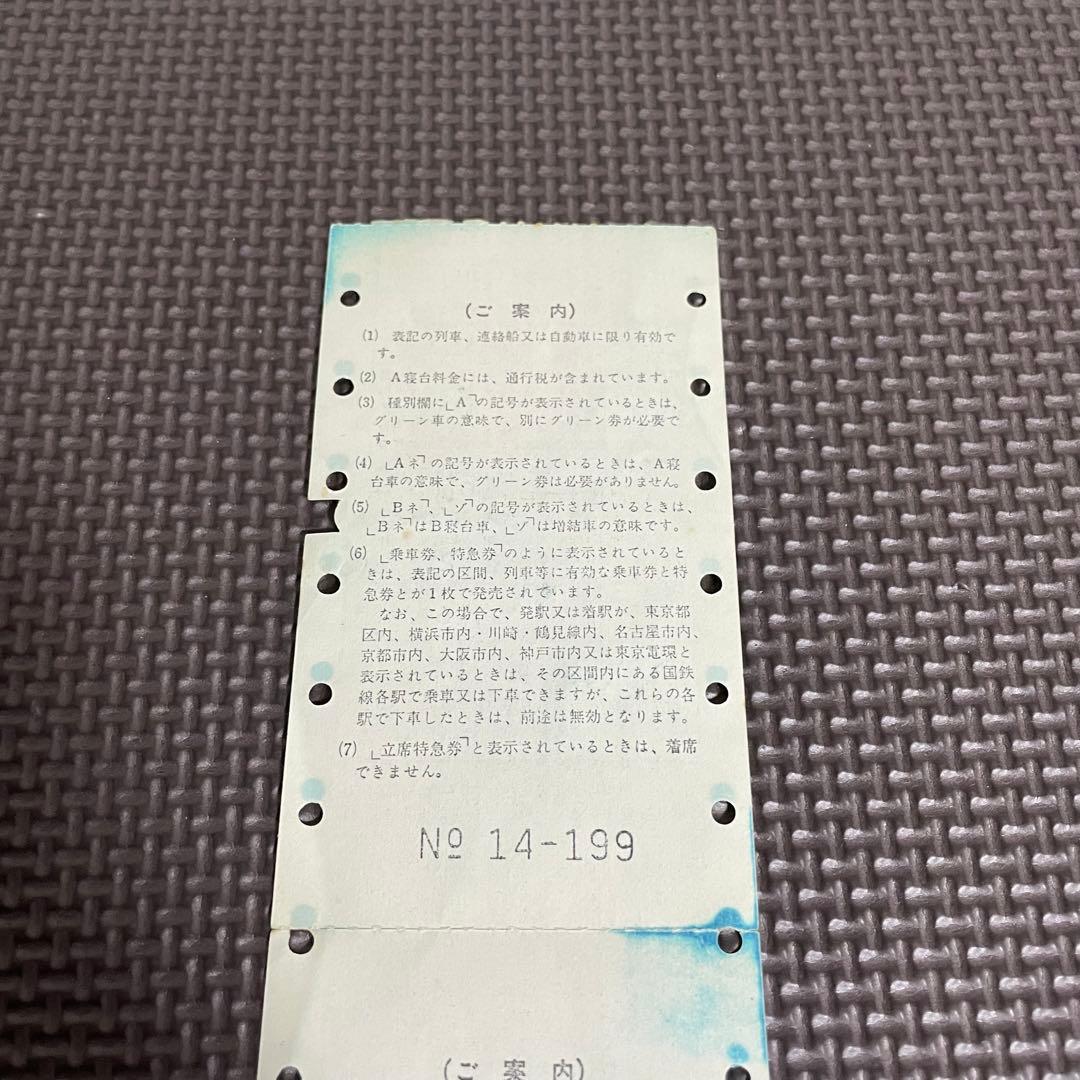 (ご案内)
(1) 表記の列車、連絡船又は自動車に限り有効で
す。
(2) A寝台料金には、通行税が含まれています。
(3) 種別欄に「A」の記号が表示されているときは、
グリーン車の意味で、別にグリーン券が必要で
す。
(4) 「Aネ」の記号が表示されているときは、A寝
台車の意味で、グリーン券は必要がありません。
(5) 「Bネ」、「ゾ」の記号が表示されているときは、
「Bネ」はB寝台車、「ゾ」は増結車の意味です。
(6) 「乗車券、特急券」のように表示されていると
きは、表記の区間、列車等に有効な乗車券と特
急券とが1枚で発売されています。
なお、この場合で、発駅又は着駅が、東京都
区内、横浜市内・川崎・鶴見線内、名古屋市内、
京都市内、大阪市内、神戸市内又は東京電環と
表示されているときは、その区間内にある国鉄
線各駅で乗車又は下車できますが、これらの各
駅で下車したときは、前途は無効となります。
(7) 「立席特急券」と表示されているときは、着席
できません。
№ 14-199
(ご案内)